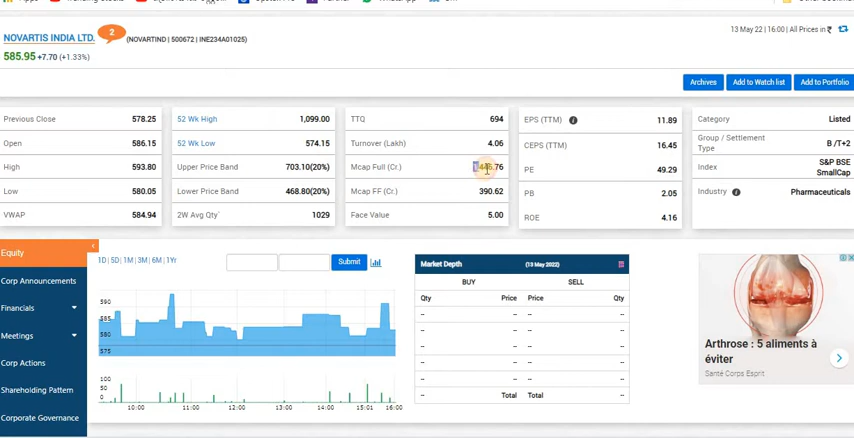 NOVARTIS INDIA LTD.
2
(NOVARTIND | 500672 | INE234A01025)
13 May 22 | 16:00 | All Prices in ₹
585.95 +7.70 (+1.33%)
Archives
Add to Watch list
Add to Portfolio
Previous Close 578.25
Open 586.15
High 593.80
Low 580.05
VWAP 584.94
52 Wk High 1,099.00
52 Wk Low 574.15
Upper Price Band 703.10(20%)
Lower Price Band 468.80(20%)
2W Avg Qty 1029
TTQ 694
Turnover (Lakh) 4.06
Mcap Full (Cr.)
Mcap FF (Cr.) 390.62
Face Value 5.00
EPS (TTM) 11.89
CEPS (TTM) 16.45
PE 49.29
PB 2.05
ROE 4.16
Category Listed
Group / Settlement
Type B /T+2
Index S&P BSE
SmallCap
Industry Pharmaceuticals
Equity
Corp Announcements
Financials
Meetings
Corp Actions
Shareholding Pattern
Corporate Governance
1D| 5D| 1M| 3M| 6M| 1Yr
Submit
590
580
575
100
50
0
10:00 11:00 12:00 13:00 14:00 15:01 16:00
Market Depth (13 May 2022)
BUY SELL
Qty Price Price Qty
-- -- -- --
-- -- -- --
-- -- -- --
-- -- -- --
-- -- -- --
-- Total Total --
Arthrose : 5 aliments à
éviter
Santé Corps Esprit